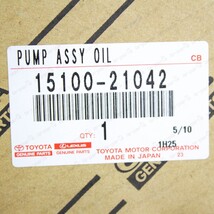 PUMP ASSY OIL
CB
15100-21042
QTY:
1
5/10
1H25
TOYOTA
GENUINE PARTS
LEXUS
GENUINE PARTS
TOYOTA MOTOR CORPORATION
MADE IN JAPAN